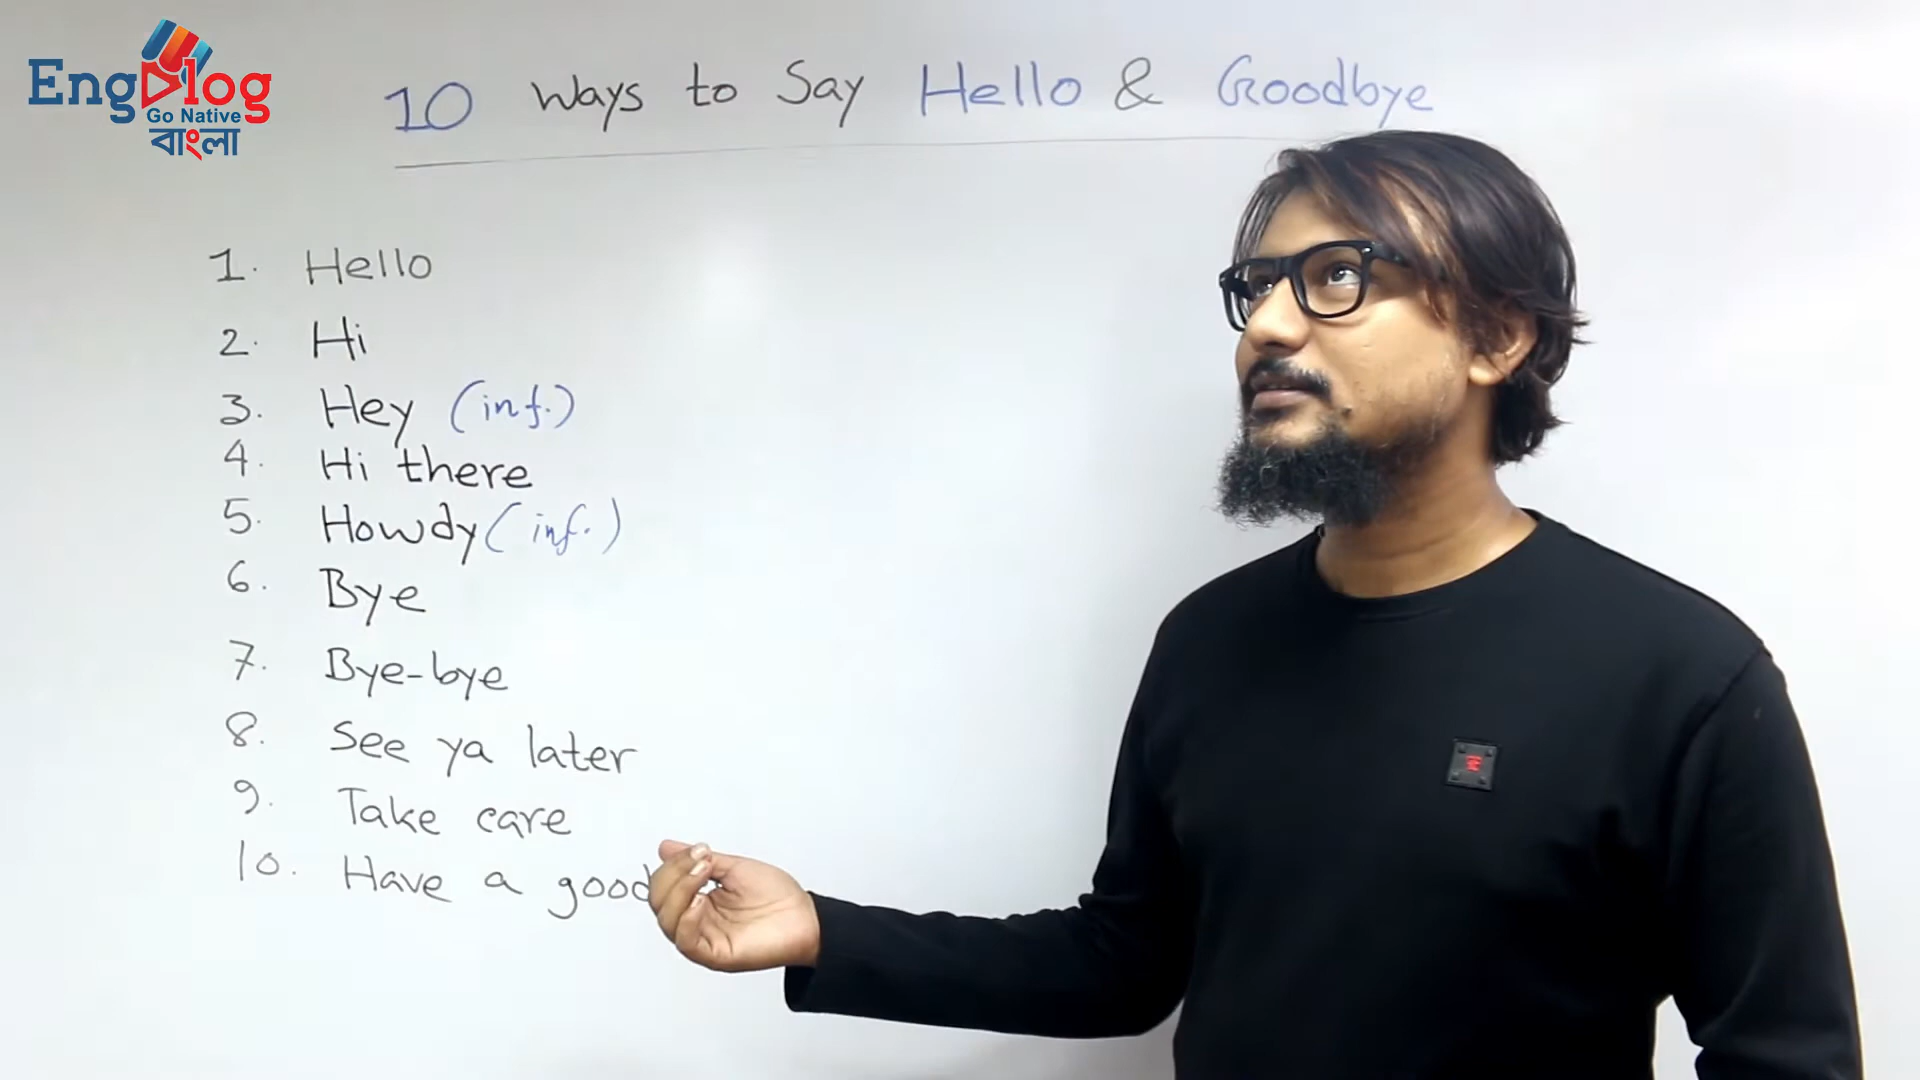 EngVlog
Go Native
বাংলা
10 Ways to Say Hello & Goodbye
1. Hello
2. Hi
3. Hey (inf.)
4. Hi there
5. Howdy (inf.)
6. Bye
7. Bye-bye
8. See ya later
9. Take care
10. Have a good